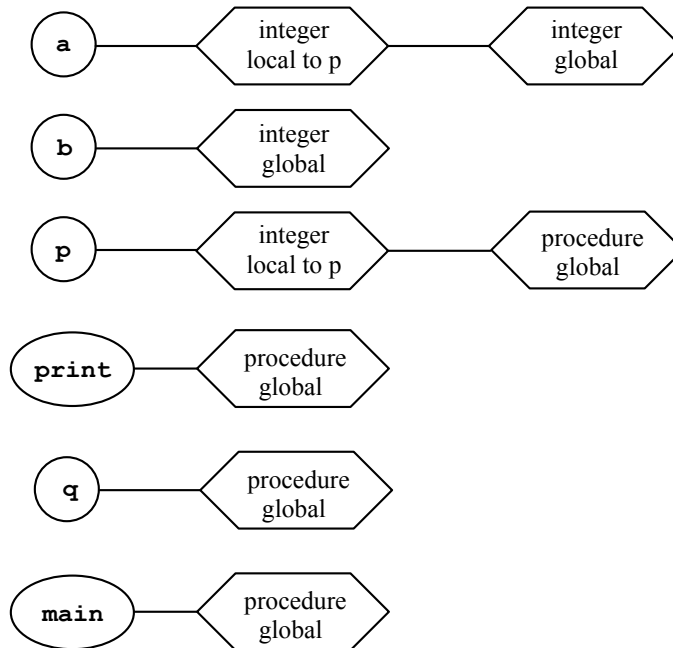 a
integer
local to p
integer
global
b
integer
global
p
integer
local to p
procedure
global
print
procedure
global
q
procedure
global
main
procedure
global